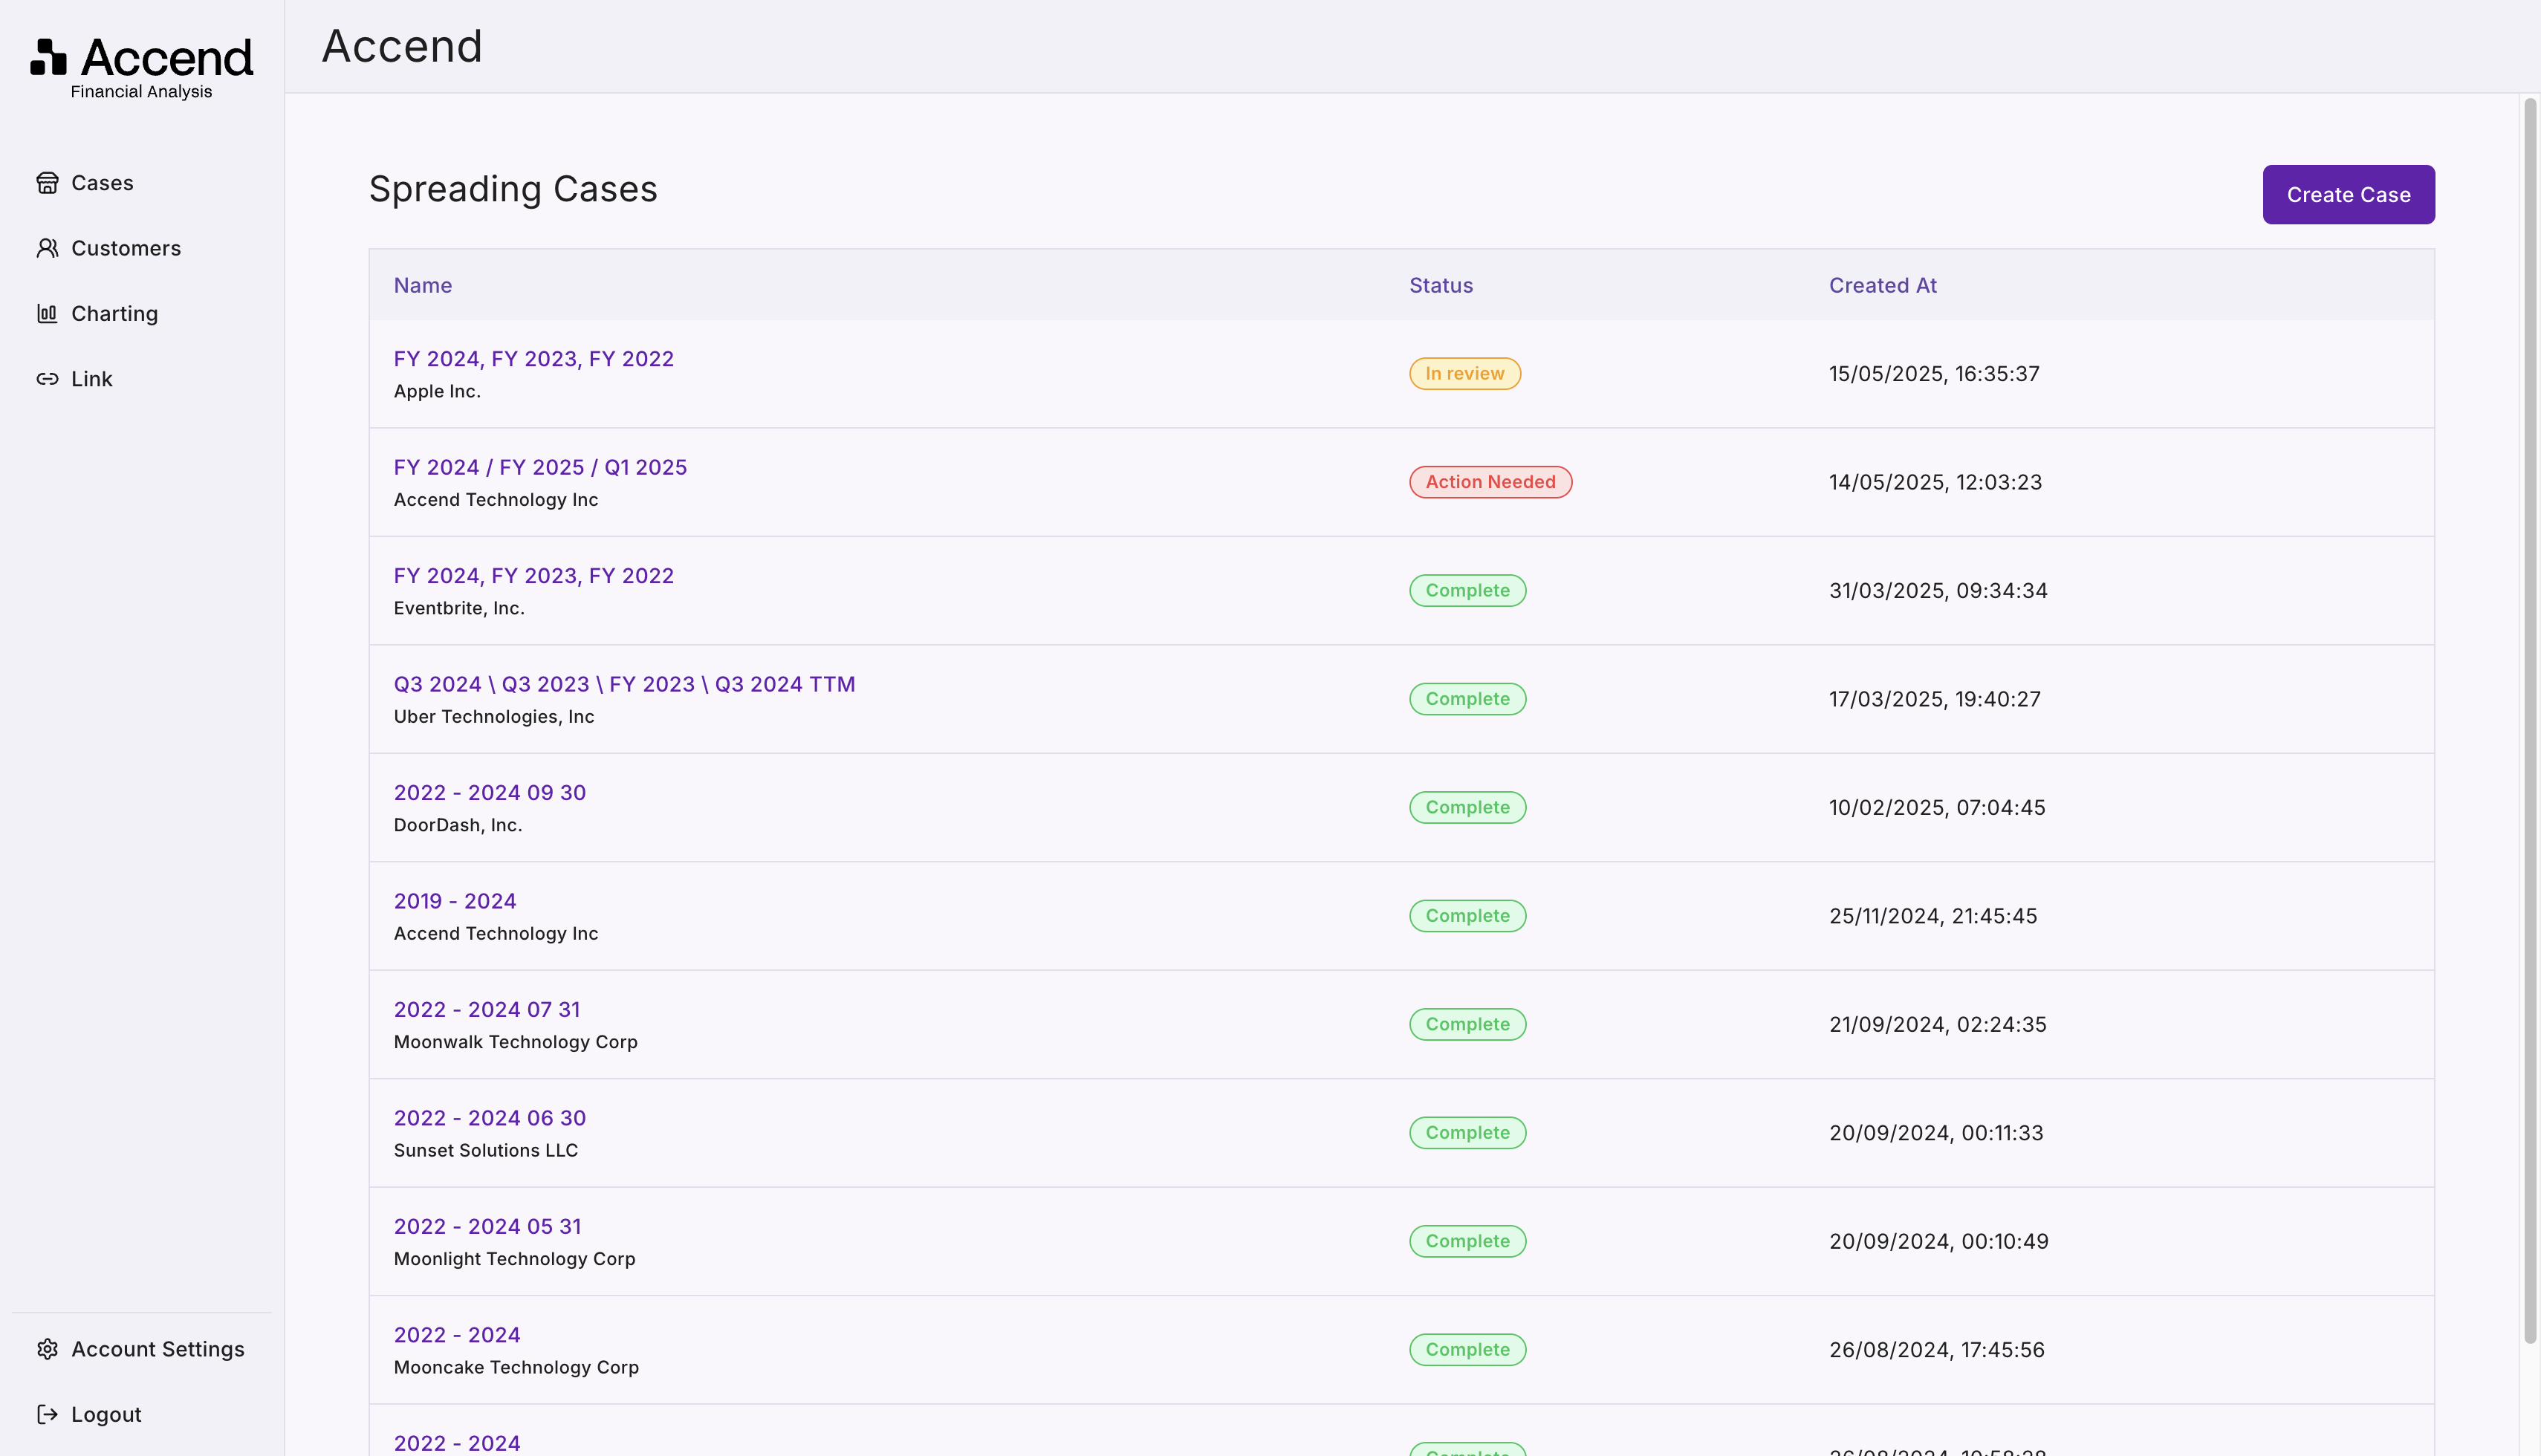 Accend
Financial Analysis
Cases
Customers
Charting
Link
Account Settings
Logout
Accend
Spreading Cases
Create Case
Name Status Created At
FY 2024, FY 2023, FY 2022
Apple Inc.
In review
15/05/2025, 16:35:37
FY 2024 / FY 2025 / Q1 2025
Accend Technology Inc
Action Needed
14/05/2025, 12:03:23
FY 2024, FY 2023, FY 2022
Eventbrite, Inc.
Complete
31/03/2025, 09:34:34
Q3 2024 \ Q3 2023 \ FY 2023 \ Q3 2024 TTM
Uber Technologies, Inc
Complete
17/03/2025, 19:40:27
2022 - 2024 09 30
DoorDash, Inc.
Complete
10/02/2025, 07:04:45
2019 - 2024
Accend Technology Inc
Complete
25/11/2024, 21:45:45
2022 - 2024 07 31
Moonwalk Technology Corp
Complete
21/09/2024, 02:24:35
2022 - 2024 06 30
Sunset Solutions LLC
Complete
20/09/2024, 00:11:33
2022 - 2024 05 31
Moonlight Technology Corp
Complete
20/09/2024, 00:10:49
2022 - 2024
Mooncake Technology Corp
Complete
26/08/2024, 17:45:56
2022 - 2024
Complete